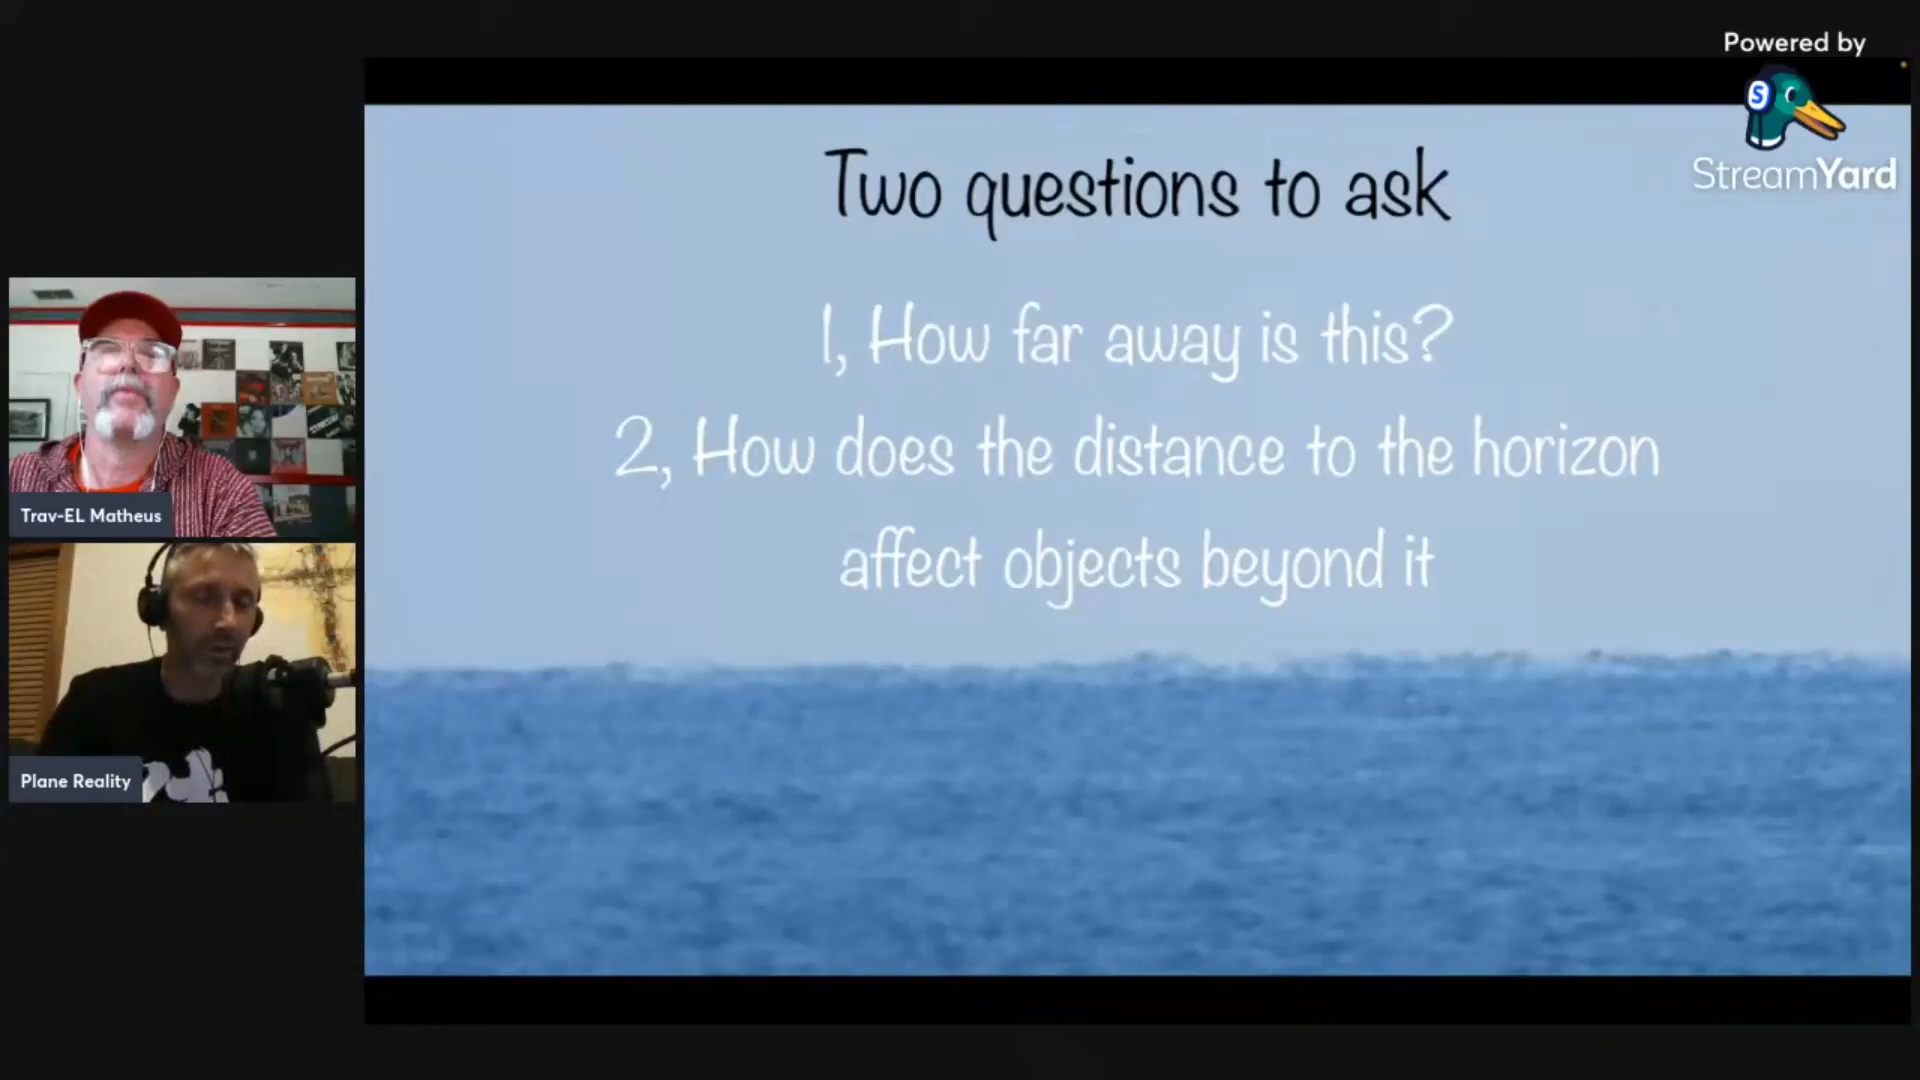 Powered by
StreamYard
Two questions to ask
1, How far away is this?
2, How does the distance to the horizon
affect objects beyond it
Trav-EL Matheus
Plane Reality